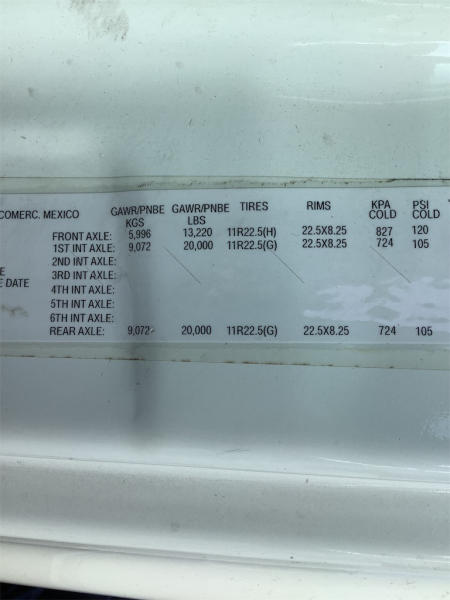 COMERC. MEXICO GAWR/PNBE KGS GAWR/PNBE LBS TIRES RIMS KPA COLD PSI COLD
FRONT AXLE: 5,996 13,220 11R22.5(H) 22.5X8.25 827 120
1ST INT AXLE: 9,072 20,000 11R22.5(G) 22.5X8.25 724 105
2ND INT AXLE:
3RD INT AXLE:
E DATE 4TH INT AXLE:
5TH INT AXLE:
6TH INT AXLE:
REAR AXLE: 9,072 20,000 11R22.5(G) 22.5X8.25 724 105